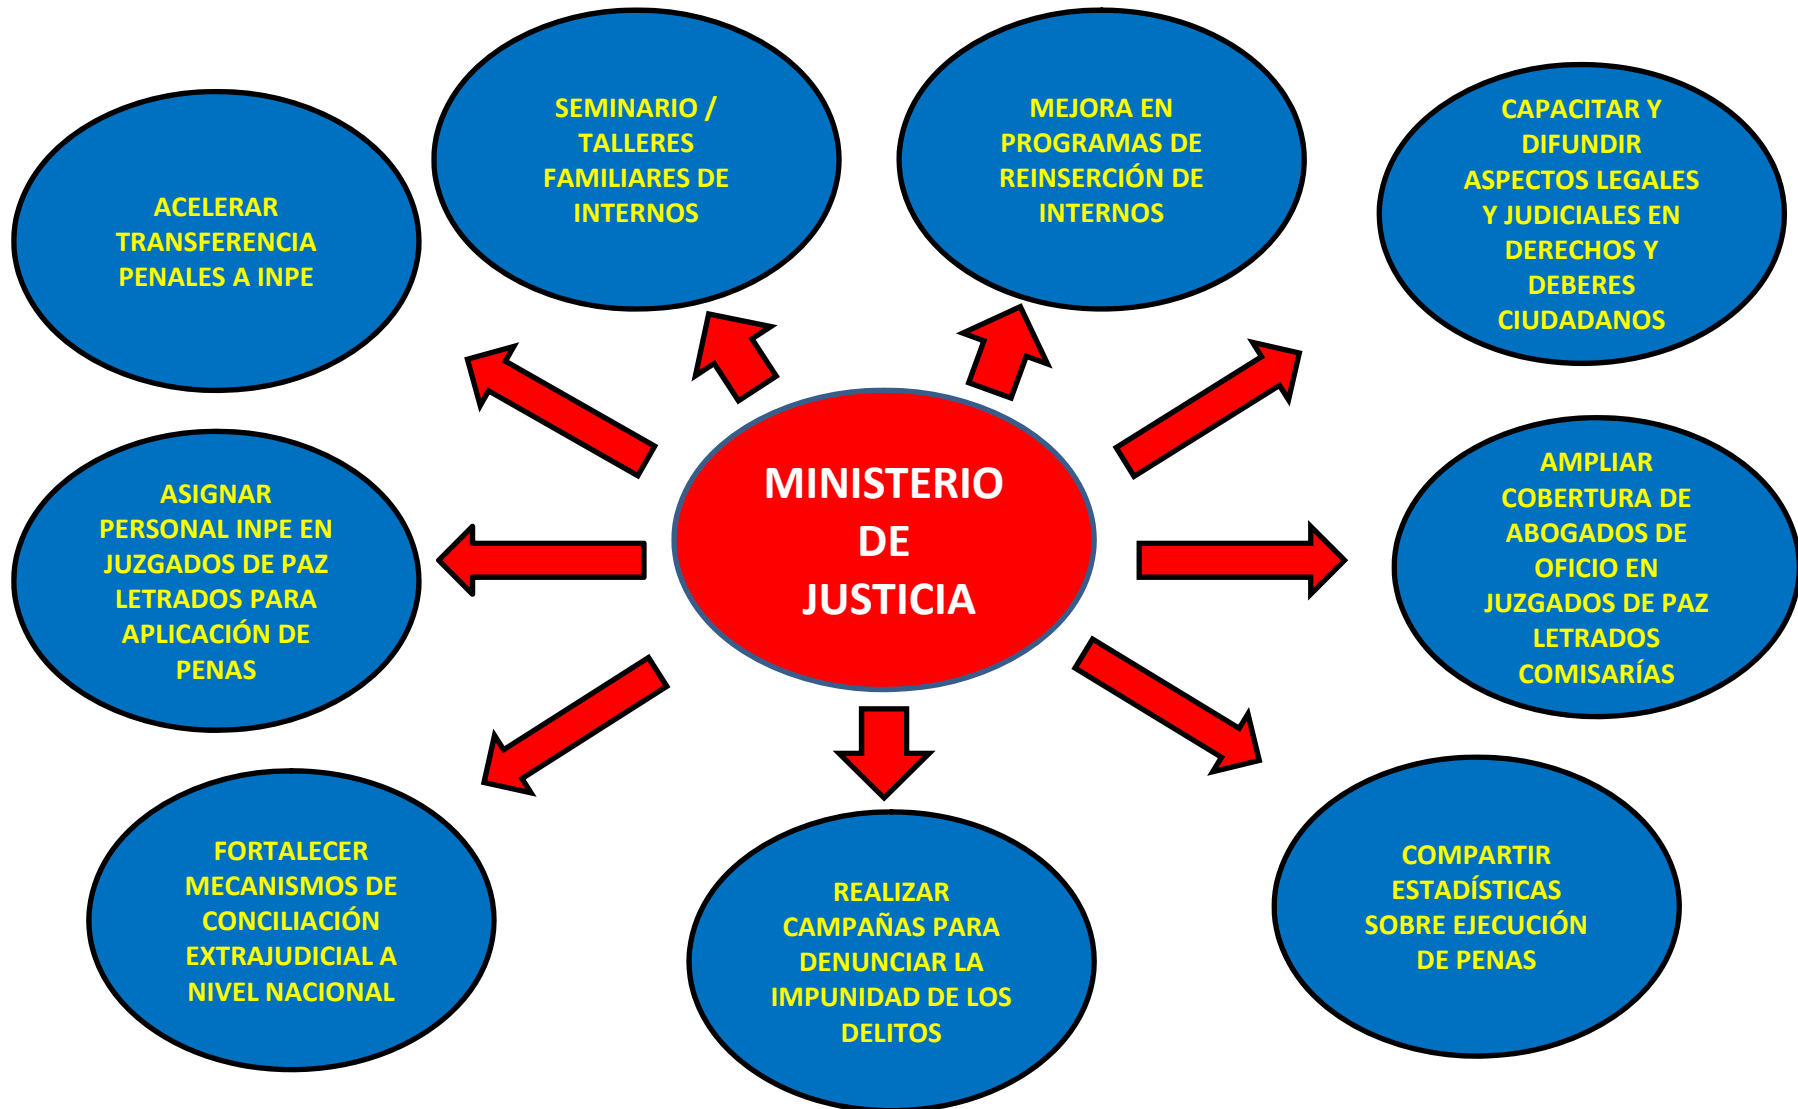 SEMINARIO /
TALLERES
FAMILIARES DE
INTERNOS
MEJORA EN
PROGRAMAS DE
REINSERCIÓN DE
INTERNOS
CAPACITAR Y
DIFUNDIR
ASPECTOS LEGALES
Y JUDICIALES EN
DERECHOS Y
DEBERES
CIUDADANOS
ACELERAR
TRANSFERENCIA
PENALES A INPE
MINISTERIO
DE
JUSTICIA
ASIGNAR
PERSONAL INPE EN
JUZGADOS DE PAZ
LETRADOS PARA
APLICACIÓN DE
PENAS
AMPLIAR
COBERTURA DE
ABOGADOS DE
OFICIO EN
JUZGADOS DE PAZ
LETRADOS
COMISARÍAS
FORTALECER
MECANISMOS DE
CONCILIACIÓN
EXTRAJUDICIAL A
NIVEL NACIONAL
REALIZAR
CAMPAÑAS PARA
DENUNCIAR LA
IMPUNIDAD DE LOS
DELITOS
COMPARTIR
ESTADÍSTICAS
SOBRE EJECUCIÓN
DE PENAS